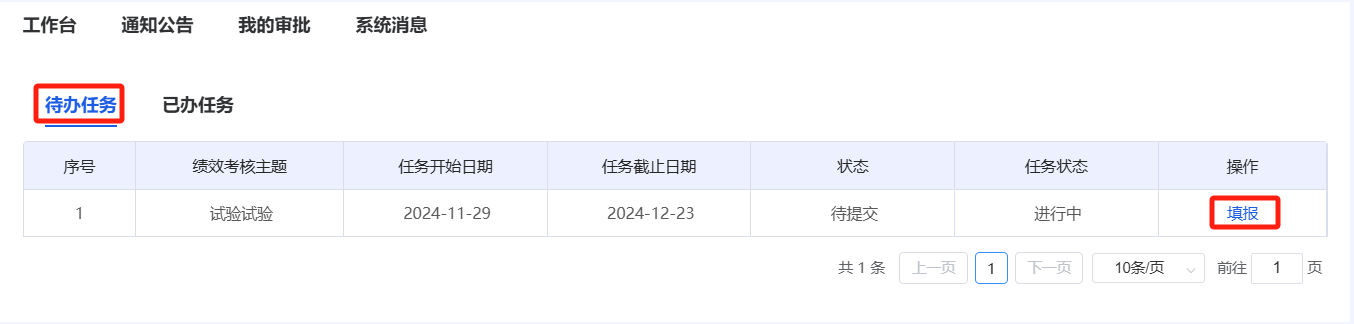 工作台 通知公告 我的审批 系统消息
待办任务 已办任务
序号 绩效考核主题 任务开始日期 任务截止日期 状态 任务状态 操作
1 试验试验 2024-11-29 2024-12-23 待提交 进行中 填报
共 1 条 上一页 1 下一页 10条/页 前往 1 页